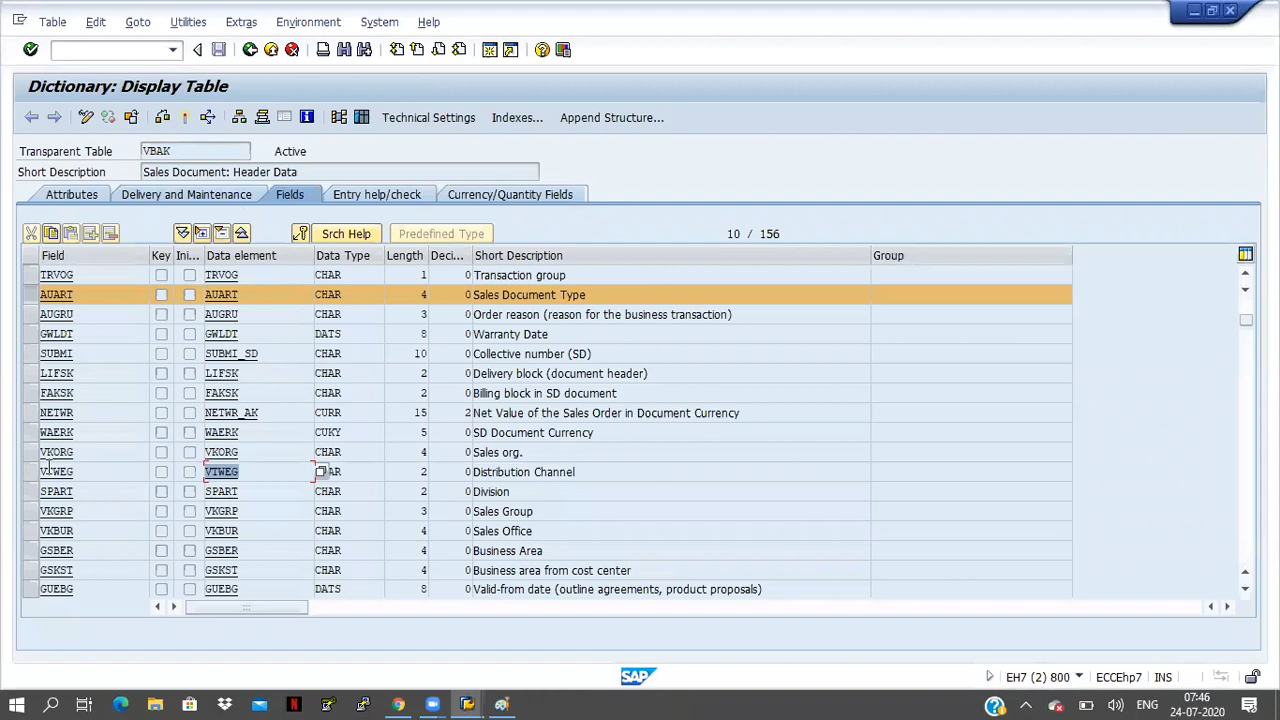 Table Edit Goto Utilities Extras Environment System Help
Dictionary: Display Table
Technical Settings Indexes... Append Structure...
Transparent Table VBAK Active
Short Description Sales Document: Header Data
Attributes Delivery and Maintenance Fields Entry help/check Currency/Quantity Fields
Srch Help Predefined Type 10 / 156
Field Key Ini... Data element Data Type Length Deci... Short Description Group
TRVOG TRVOG CHAR 1 0 Transaction group
AUART AUART CHAR 4 0 Sales Document Type
AUGRU AUGRU CHAR 3 0 Order reason (reason for the business transaction)
GWLDT GWLDT DATS 8 0 Warranty Date
SUBMI SUBMI_SD CHAR 10 0 Collective number (SD)
LIFSK LIFSK CHAR 2 0 Delivery block (document header)
FAKSK FAKSK CHAR 2 0 Billing block in SD document
NETWR NETWR_AK CURR 15 2 Net Value of the Sales Order in Document Currency
WAERK WAERK CUKY 5 0 SD Document Currency
VKORG VKORG CHAR 4 0 Sales org.
VTWEG VTWEG CHAR 2 0 Distribution Channel
SPART SPART CHAR 2 0 Division
VKGRP VKGRP CHAR 3 0 Sales Group
VKBUR VKBUR CHAR 4 0 Sales Office
GSBER GSBER CHAR 4 0 Business Area
GSKST GSKST CHAR 4 0 Business area from cost center
GUEBG GUEBG DATS 8 0 Valid-from date (outline agreements, product proposals)
SAP EH7 (2) 800 ECCEhp7 INS
ENG 07:46
24-07-2020